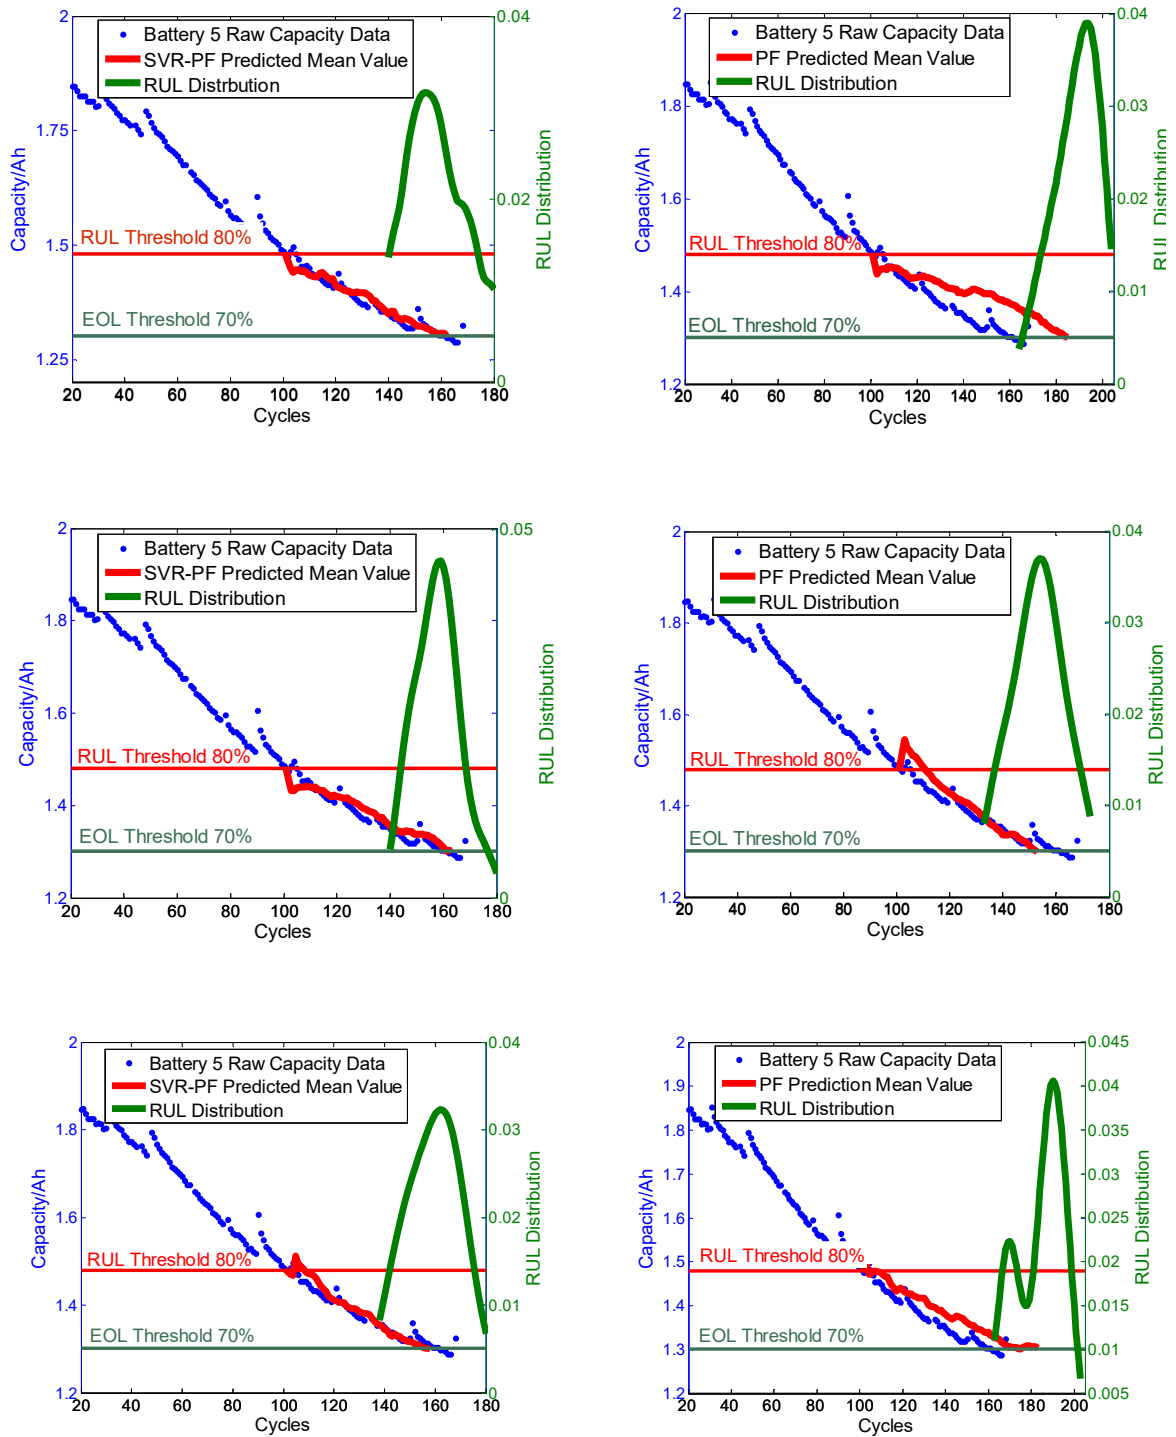 2
0.04
Battery 5 Raw Capacity Data
SVR-PF Predicted Mean Value
RUL Distrbution
1.75
0.02
1.5
RUL Threshold 80%
EOL Threshold 70%
1.25
0
20 40 60 80 100 120 140 160 180
Cycles
Capacity/Ah
RUL Distribution
2
0.04
Battery 5 Raw Capacity Data
PF Predicted Mean Value
RUL Distribution
1.8
0.03
1.6
0.02
RUL Threshold 80%
1.4
0.01
EOL Threshold 70%
1.2
0
20 40 60 80 100 120 140 160 180 200
Cycles
Capacity/Ah
RUL Distribution
2
0.05
Battery 5 Raw Capacity Data
SVR-PF Predicted Mean Value
RUL Distribution
1.8
1.6
RUL Threshold 80%
1.4
EOL Threshold 70%
1.2
0
20 40 60 80 100 120 140 160 180
Cycles
Capacity/Ah
RUL Distribution
2
0.04
Battery 5 Raw Capacity Data
PF Predicted Mean Value
RUL Distribution
1.8
0.03
1.6
0.02
RUL Threshold 80%
1.4
0.01
EOL Threshold 70%
1.2
0
20 40 60 80 100 120 140 160 180
Cycles
Capacity/Ah
RUL Distribution
2
0.04
Battery 5 Raw Capacity Data
SVR-PF Predicted Mean Value
RUL Distribution
1.8
0.03
1.6
0.02
RUL Threshold 80%
1.4
0.01
EOL Threshold 70%
1.2
0
20 40 60 80 100 120 140 160 180
Cycles
Capacity/Ah
RUL Distribution
2
0.045
Battery 5 Raw Capacity Data
PF Prediction Mean Value
RUL Distribution
1.9
0.04
1.8
0.035
1.7
0.03
1.6
0.025
1.5
RUL Threshold 80%
0.02
1.4
0.015
EOL Threshold 70%
1.3
0.01
1.2
0.005
20 40 60 80 100 120 140 160 180 200
Cycles
Capacity/Ah
RUL Distribution